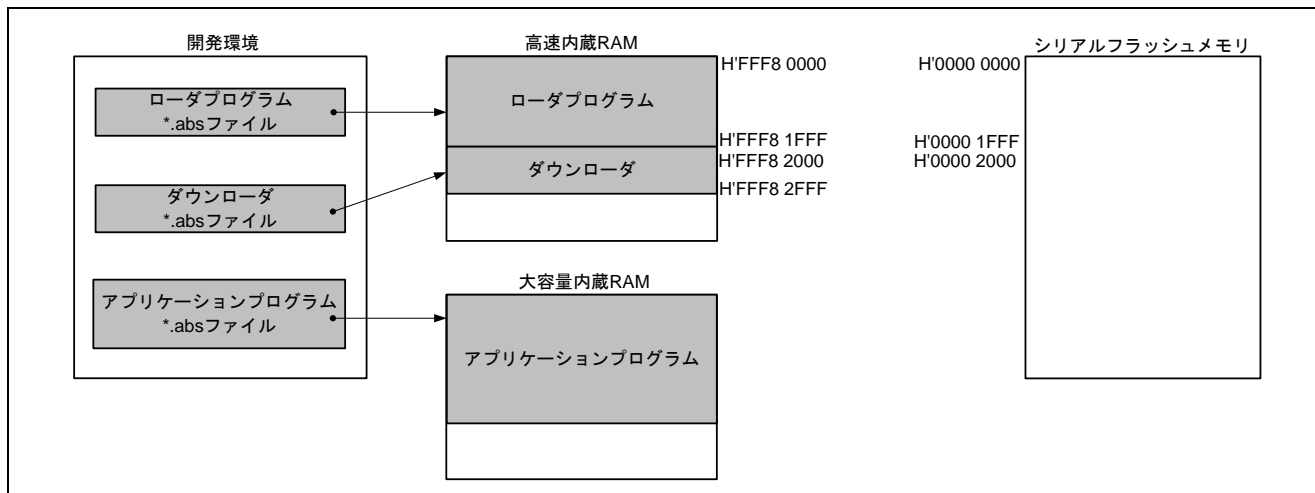 開発環境
ローダプログラム
*.absファイル
ダウンローダ
*.absファイル
アプリケーションプログラム
*.absファイル
高速内蔵RAM
ローダプログラム
ダウンローダ
H'FFF8 0000
H'FFF8 1FFF
H'FFF8 2000
H'FFF8 2FFF
大容量内蔵RAM
アプリケーションプログラム
シリアルフラッシュメモリ
H'0000 0000
H'0000 1FFF
H'0000 2000